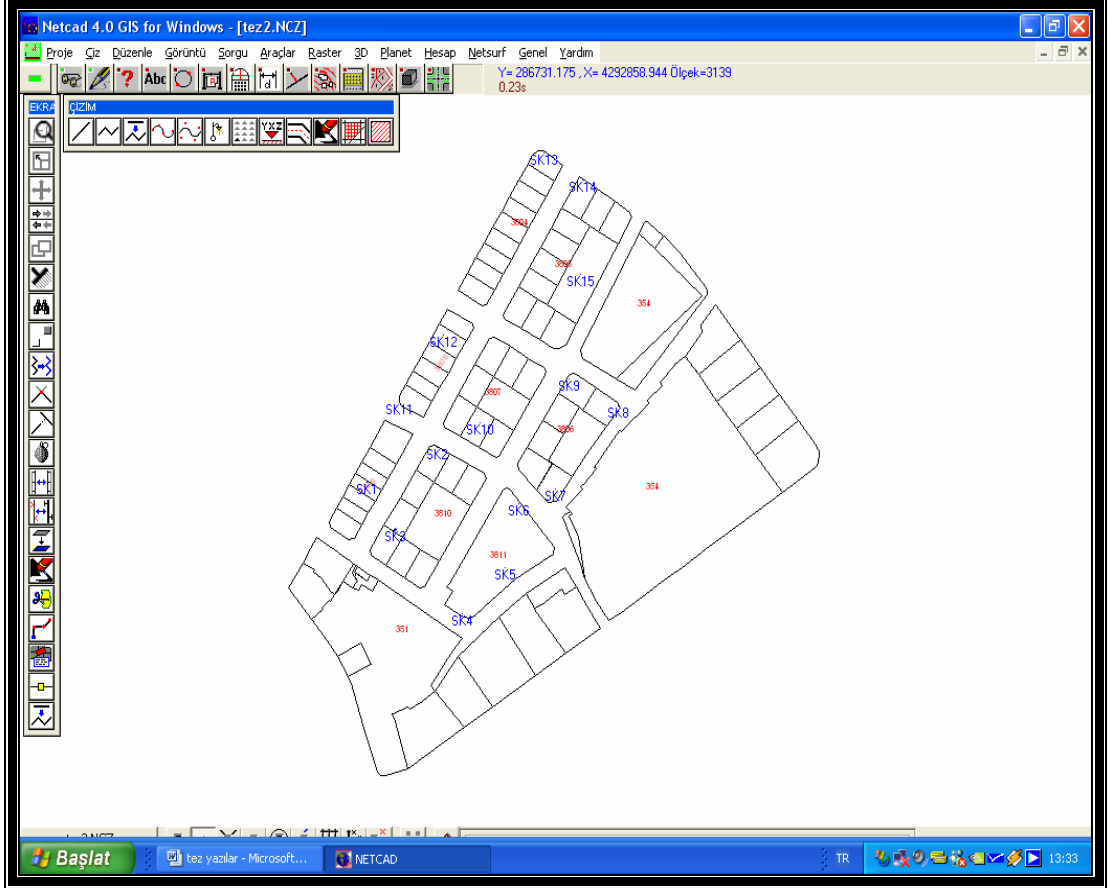 Netcad 4.0 GIS for Windows - [tez2.NCZ]
Proje Çiz Düzenle Görüntü Sorgu Araçlar Raster 3D Planet Hesap Netsurf Genel Yardım
Abc
Y= 286731.175 , X= 4292858.944 Ölçek=3139
0.23s
EKRA
ÇİZİM
YXZ
SK13
SK14
3804
SK15
354
SK12
SK9
3807
SK11
SK8
SK10
SK2
SK1
354
SK7
SK6
3810
SK3
3811
SK5
SK4
351
Başlat
tez yazılar - Microsoft...
NETCAD
TR
13:33